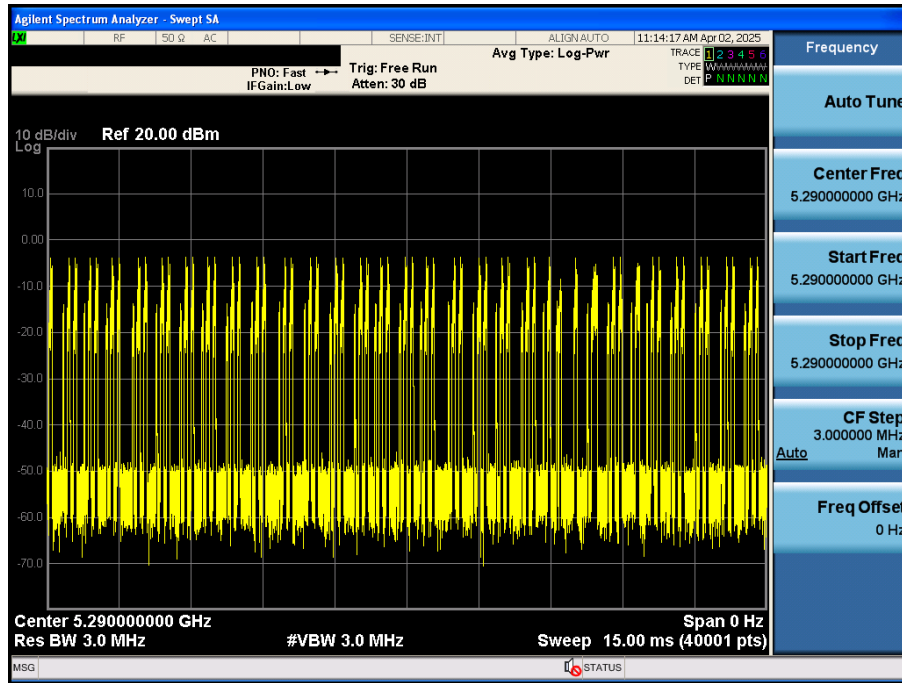 Agilent Spectrum Analyzer - Swept SA
LXI RF 50 Ω AC SENSE:INT ALIGN AUTO 11:14:17 AM Apr 02, 2025
Frequency
Avg Type: Log-Pwr
TRACE 1 2 3 4 5 6
PNO: Fast Trig: Free Run
TYPE WWWWWW
IFGain:Low Atten: 30 dB
DET P N N N N N
Auto Tune
10 dB/div Ref 20.00 dBm
Log
10.0
0.00
-10.0
-20.0
-30.0
-40.0
-50.0
-60.0
-70.0
Center Freq
5.290000000 GHz
Start Freq
5.290000000 GHz
Stop Freq
5.290000000 GHz
CF Step
3.000000 MHz
Auto Man
Freq Offset
0 Hz
Center 5.290000000 GHz Span 0 Hz
Res BW 3.0 MHz #VBW 3.0 MHz Sweep 15.00 ms (40001 pts)
MSG STATUS